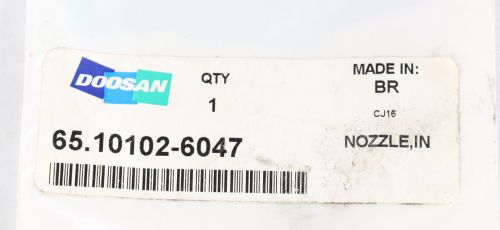 DOOSAN
QTY
1
MADE IN:
BR
CJ16
65.10102-6047
NOZZLE,IN